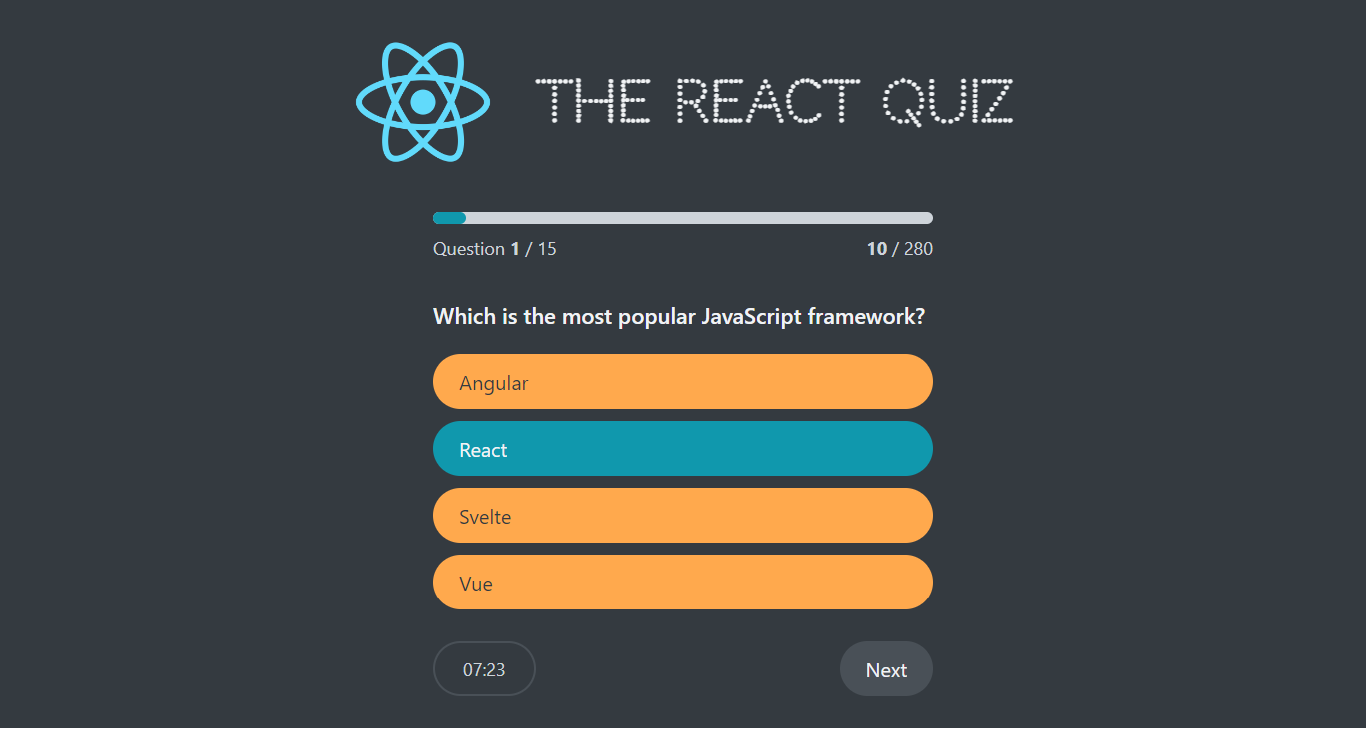 THE REACT QUIZ
Question 1 / 15
10 / 280
Which is the most popular JavaScript framework?
Angular
React
Svelte
Vue
07:23
Next